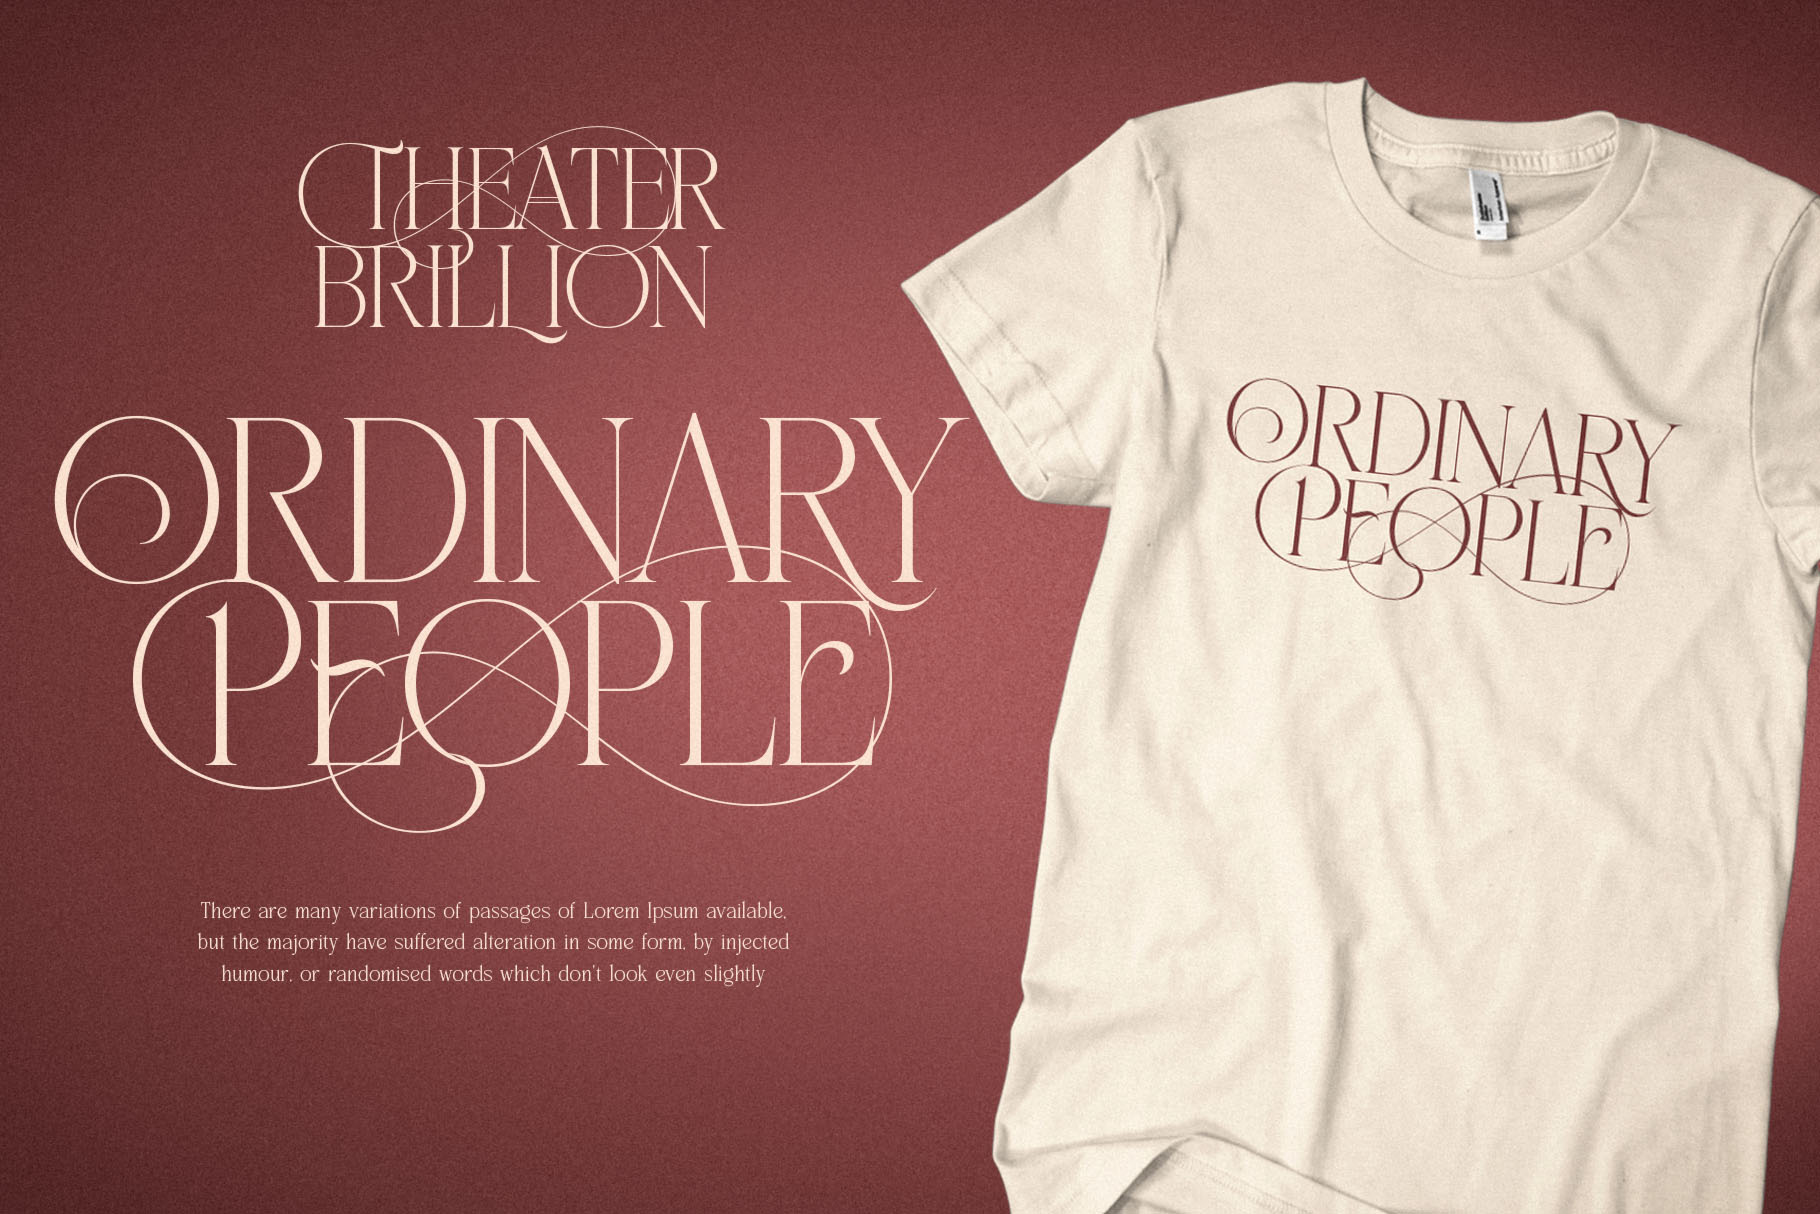 THEATER
BRILLION
ORDINARY
PEOPLE
There are many variations of passages of Lorem Ipsum available,
but the majority have suffered alteration in some form, by injected
humour, or randomised words which don't look even slightly
ORDINARY
PEOPLE